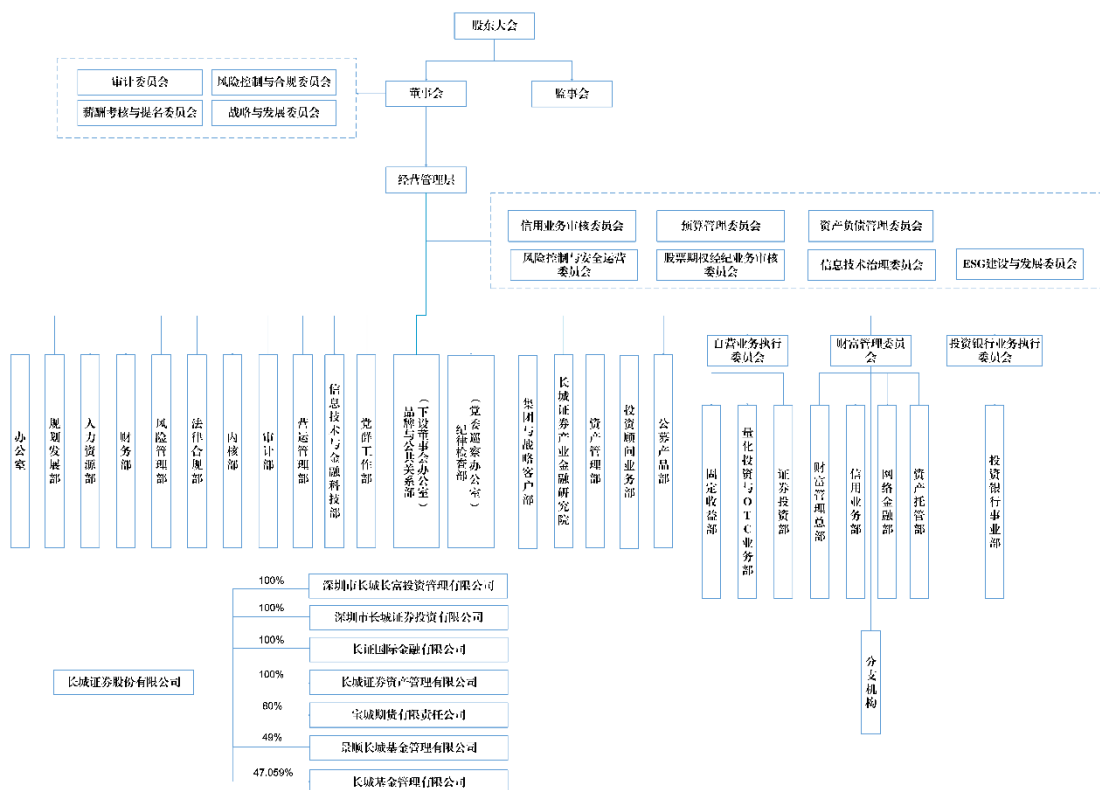 股东大会
审计委员会
风险控制与合规委员会
董事会
监事会
薪酬考核与提名委员会
战略与发展委员会
经营管理层
信用业务审核委员会
预算管理委员会
资产负债管理委员会
风险控制与安全运营
委员会
股票期权经纪业务审核
委员会
信息技术治理委员会
ESG建设与发展委员会
自营业务执行
委员会
财富管理委员
会
投资银行业务执行
委员会
办公室
规划发展部
人力资源部
财务部
风险管理部
法律合规部
内核部
审计部
营运管理部
信息技术与金融科技部
党群工作部
品牌与公共关系部
（下设董事会办公室）
纪律检查部
（党委巡察办公室）
集团与战略客户部
长城证券产业金融研究院
资产管理部
投资顾问业务部
公募产品部
固定收益部
量化投资与OTC业务部
证券投资部
财富管理总部
信用业务部
网络金融部
资产托管部
投资银行事业部
分支机构
长城证券股份有限公司
100%
深圳市长城长富投资管理有限公司
100%
深圳市长城证券投资有限公司
100%
长证国际金融有限公司
100%
长城证券资产管理有限公司
80%
宝城期货有限责任公司
49%
景顺长城基金管理有限公司
47.059%
长城基金管理有限公司